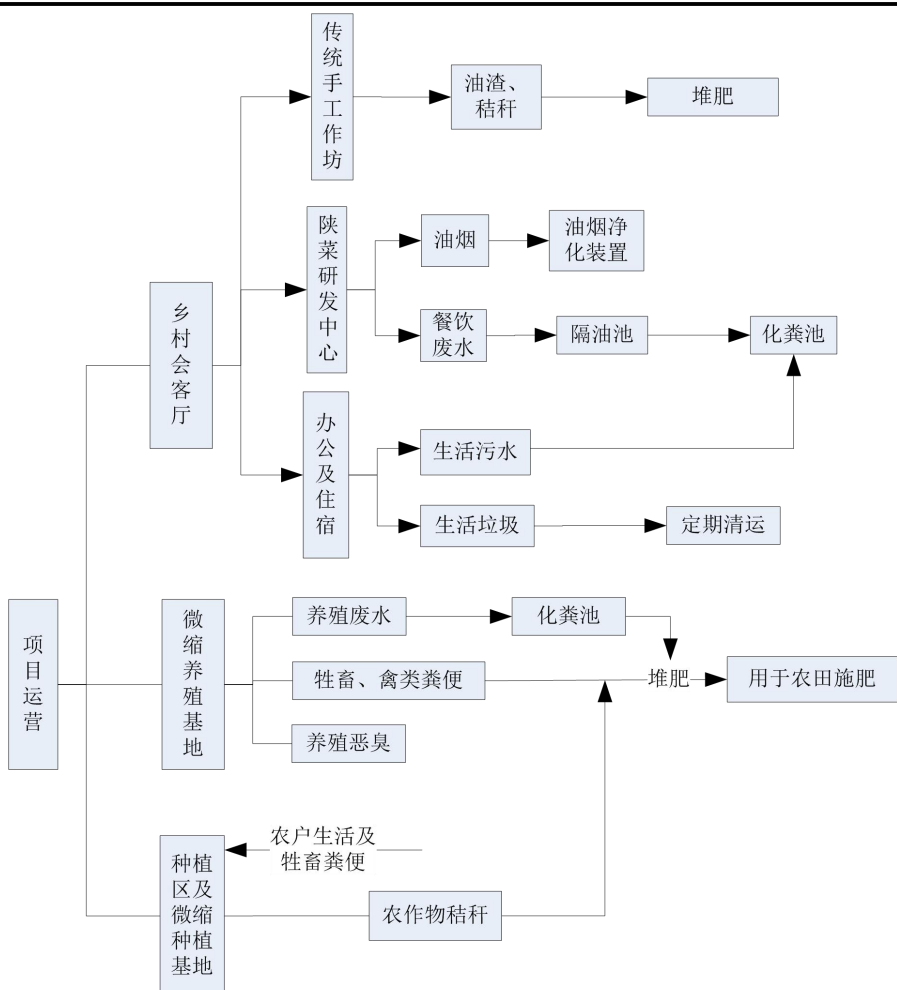 传统手工作坊
油渣、
秸秆
堆肥
陕菜研发中心
油烟
油烟净
化装置
餐饮
废水
隔油池
化粪池
乡村会客厅
办公及住宿
生活污水
生活垃圾
定期清运
项目运营
微缩养殖基地
养殖废水
化粪池
牲畜、禽类粪便
堆肥
用于农田施肥
养殖恶臭
农户生活及
牲畜粪便
种植
区及
微缩
种植
基地
农作物秸秆